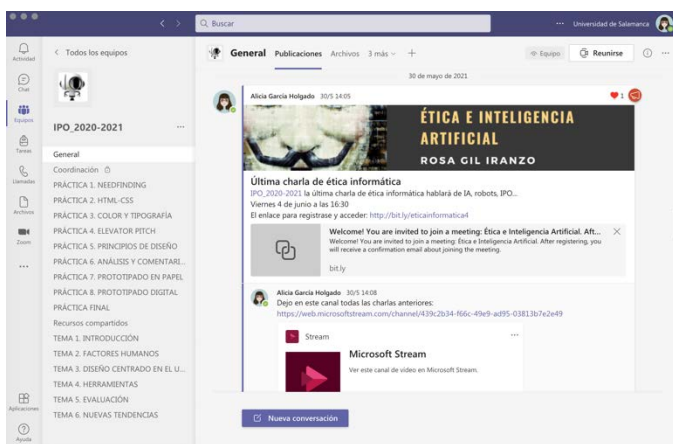 Buscar
Universidad de Salamanca
Actividad
Chat
Equipos
Tareas
Llamadas
Archivos
Zoom
Aplicaciones
Ayuda
Todos los equipos
IPO_2020-2021
General
Coordinación
PRÁCTICA 1. NEEDFINDING
PRÁCTICA 2. HTML-CSS
PRÁCTICA 3. COLOR Y TIPOGRAFÍA
PRÁCTICA 4. ELEVATOR PITCH
PRÁCTICA 5. PRINCIPIOS DE DISEÑO
PRÁCTICA 6. ANÁLISIS Y COMENTARI...
PRÁCTICA 7. PROTOTIPADO EN PAPEL
PRÁCTICA 8. PROTOTIPADO DIGITAL
PRÁCTICA FINAL
Recursos compartidos
TEMA 1. INTRODUCCIÓN
TEMA 2. FACTORES HUMANOS
TEMA 3. DISEÑO CENTRADO EN EL U...
TEMA 4. HERRAMIENTAS
TEMA 5. EVALUACIÓN
TEMA 6. NUEVAS TENDENCIAS
General Publicaciones Archivos 3 más Equipo Reunirse
30 de mayo de 2021
Alicia García Holgado 30/5 14:05 1
ÉTICA E INTELIGENCIA
ARTIFICIAL
ROSA GIL IRANZO
Última charla de ética informática
IPO_2020-2021 la última charla de ética informática hablará de IA, robots, IPO...
Viernes 4 de junio a las 16:30
El enlace para registrase y acceder: http://bit.ly/eticainformatica4
Welcome! You are invited to join a meeting: Ética e Inteligencia Artificial. Aft...
Welcome! You are invited to join a meeting: Ética e Inteligencia Artificial. After registering, you
will receive a confirmation email about joining the meeting.
bit.ly
Alicia García Holgado 30/5 14:08
Dejo en este canal todas las charlas anteriores:
https://web.microsoftstream.com/channel/439c2b34-f66c-49e9-ad95-03813b7e2e49
Stream
Microsoft Stream
Ver este canal de vídeo en Microsoft Stream.
Nueva conversación